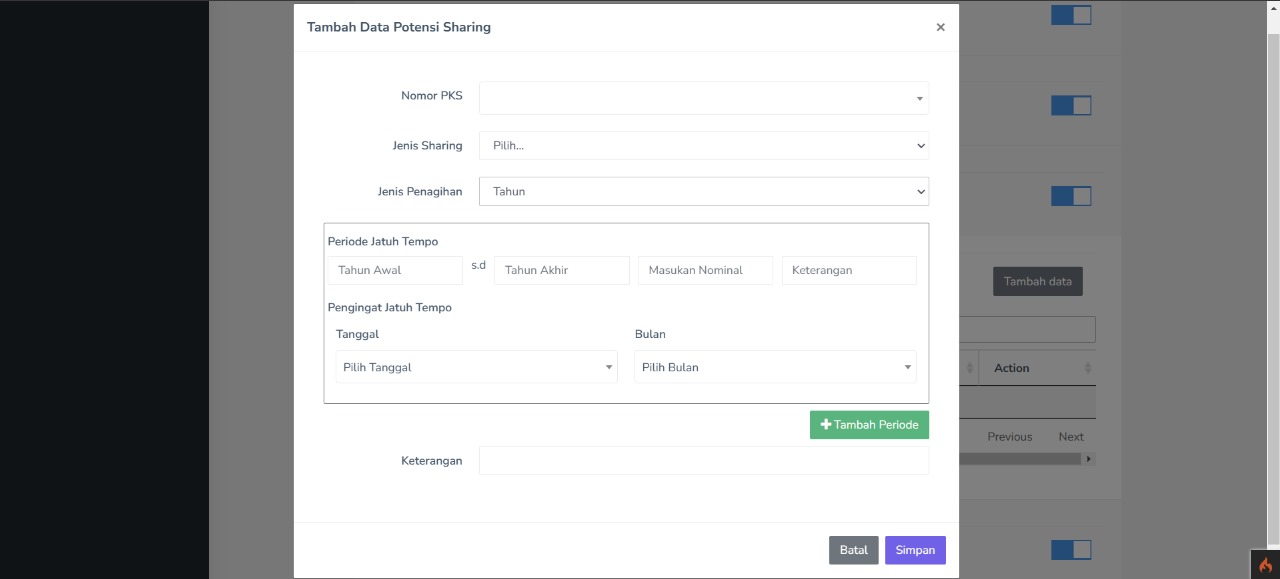 Tambah Data Potensi Sharing ×
Nomor PKS
Jenis Sharing Pilih...
Jenis Penagihan Tahun
Periode Jatuh Tempo
Tahun Awal s.d Tahun Akhir Masukan Nominal Keterangan
Tambah data
Pengingat Jatuh Tempo
Tanggal Bulan
Pilih Tanggal Pilih Bulan
Action
+ Tambah Periode
Previous Next
Keterangan
Batal Simpan